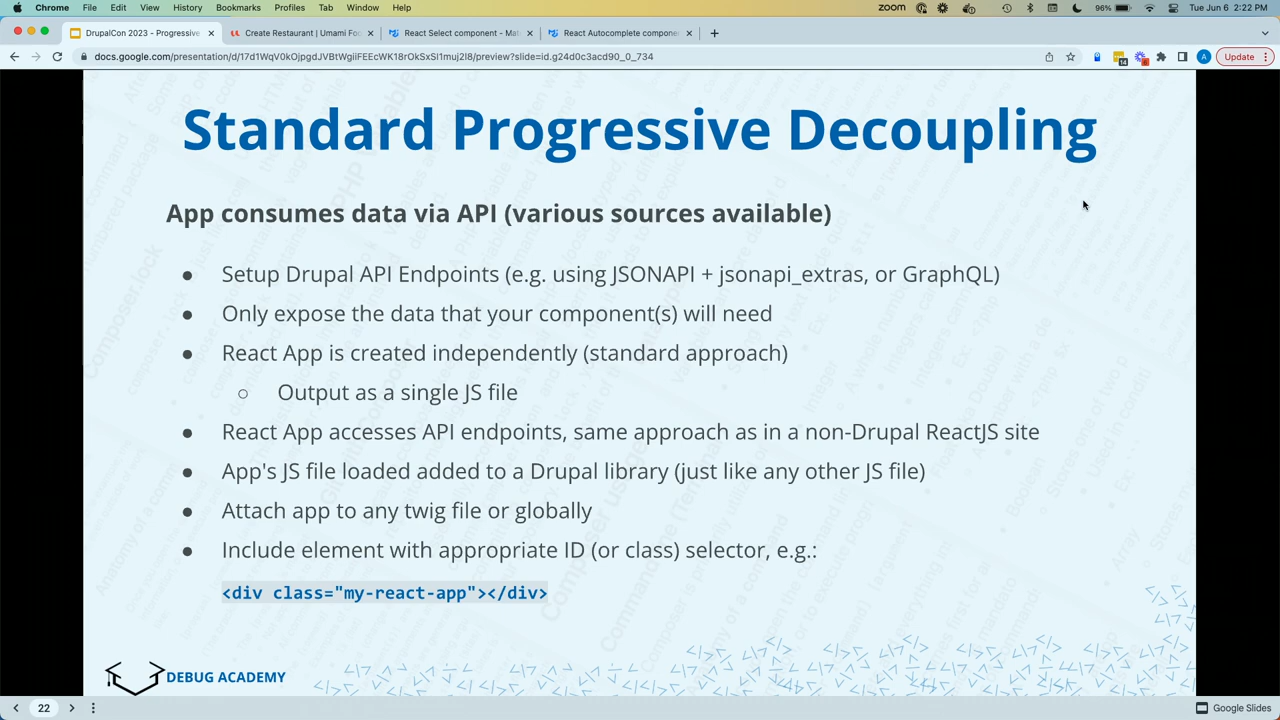 Chrome File Edit View History Bookmarks Profiles Tab Window Help zoom 96% Tue Jun 6 2:22 PM
DrupalCon 2023 - Progressive Create Restaurant | Umami Foo React Select component - Mat React Autocomplete compone
docs.google.com/presentation/d/17d1WqV0kOjpgdJVBtWgiIFEEcWK18rOkSxSI1muj2I8/preview?slide=id.g24d0c3acd90_0_734 14 6 A Update
Standard Progressive Decoupling
App consumes data via API (various sources available)
● Setup Drupal API Endpoints (e.g. using JSONAPI + jsonapi_extras, or GraphQL)
● Only expose the data that your component(s) will need
● React App is created independently (standard approach)
○ Output as a single JS file
● React App accesses API endpoints, same approach as in a non-Drupal ReactJS site
● App's JS file loaded added to a Drupal library (just like any other JS file)
● Attach app to any twig file or globally
● Include element with appropriate ID (or class) selector, e.g.:
<div class="my-react-app"></div>
DEBUG ACADEMY
22 Google Slides